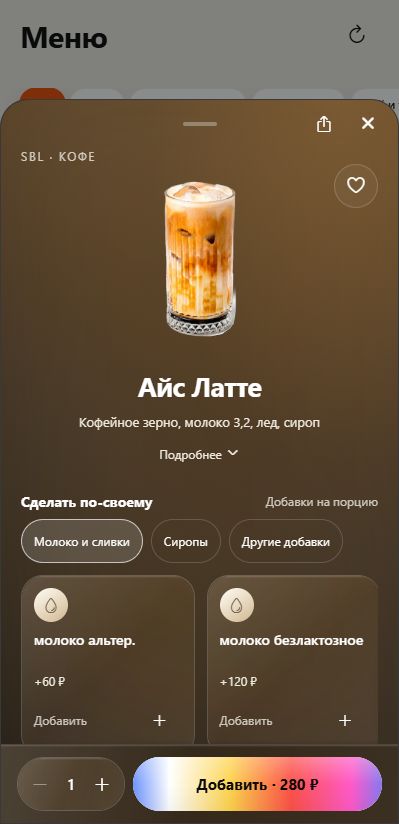 Меню
SBL · КОФЕ
Айс Латте
Кофейное зерно, молоко 3,2, лед, сироп
Подробнее
Сделать по-своему
Добавки на порцию
Молоко и сливки
Сиропы
Другие добавки
молоко альтер.
молоко безлактозное
+60 ₽
+120 ₽
Добавить
Добавить
1
Добавить · 280 ₽